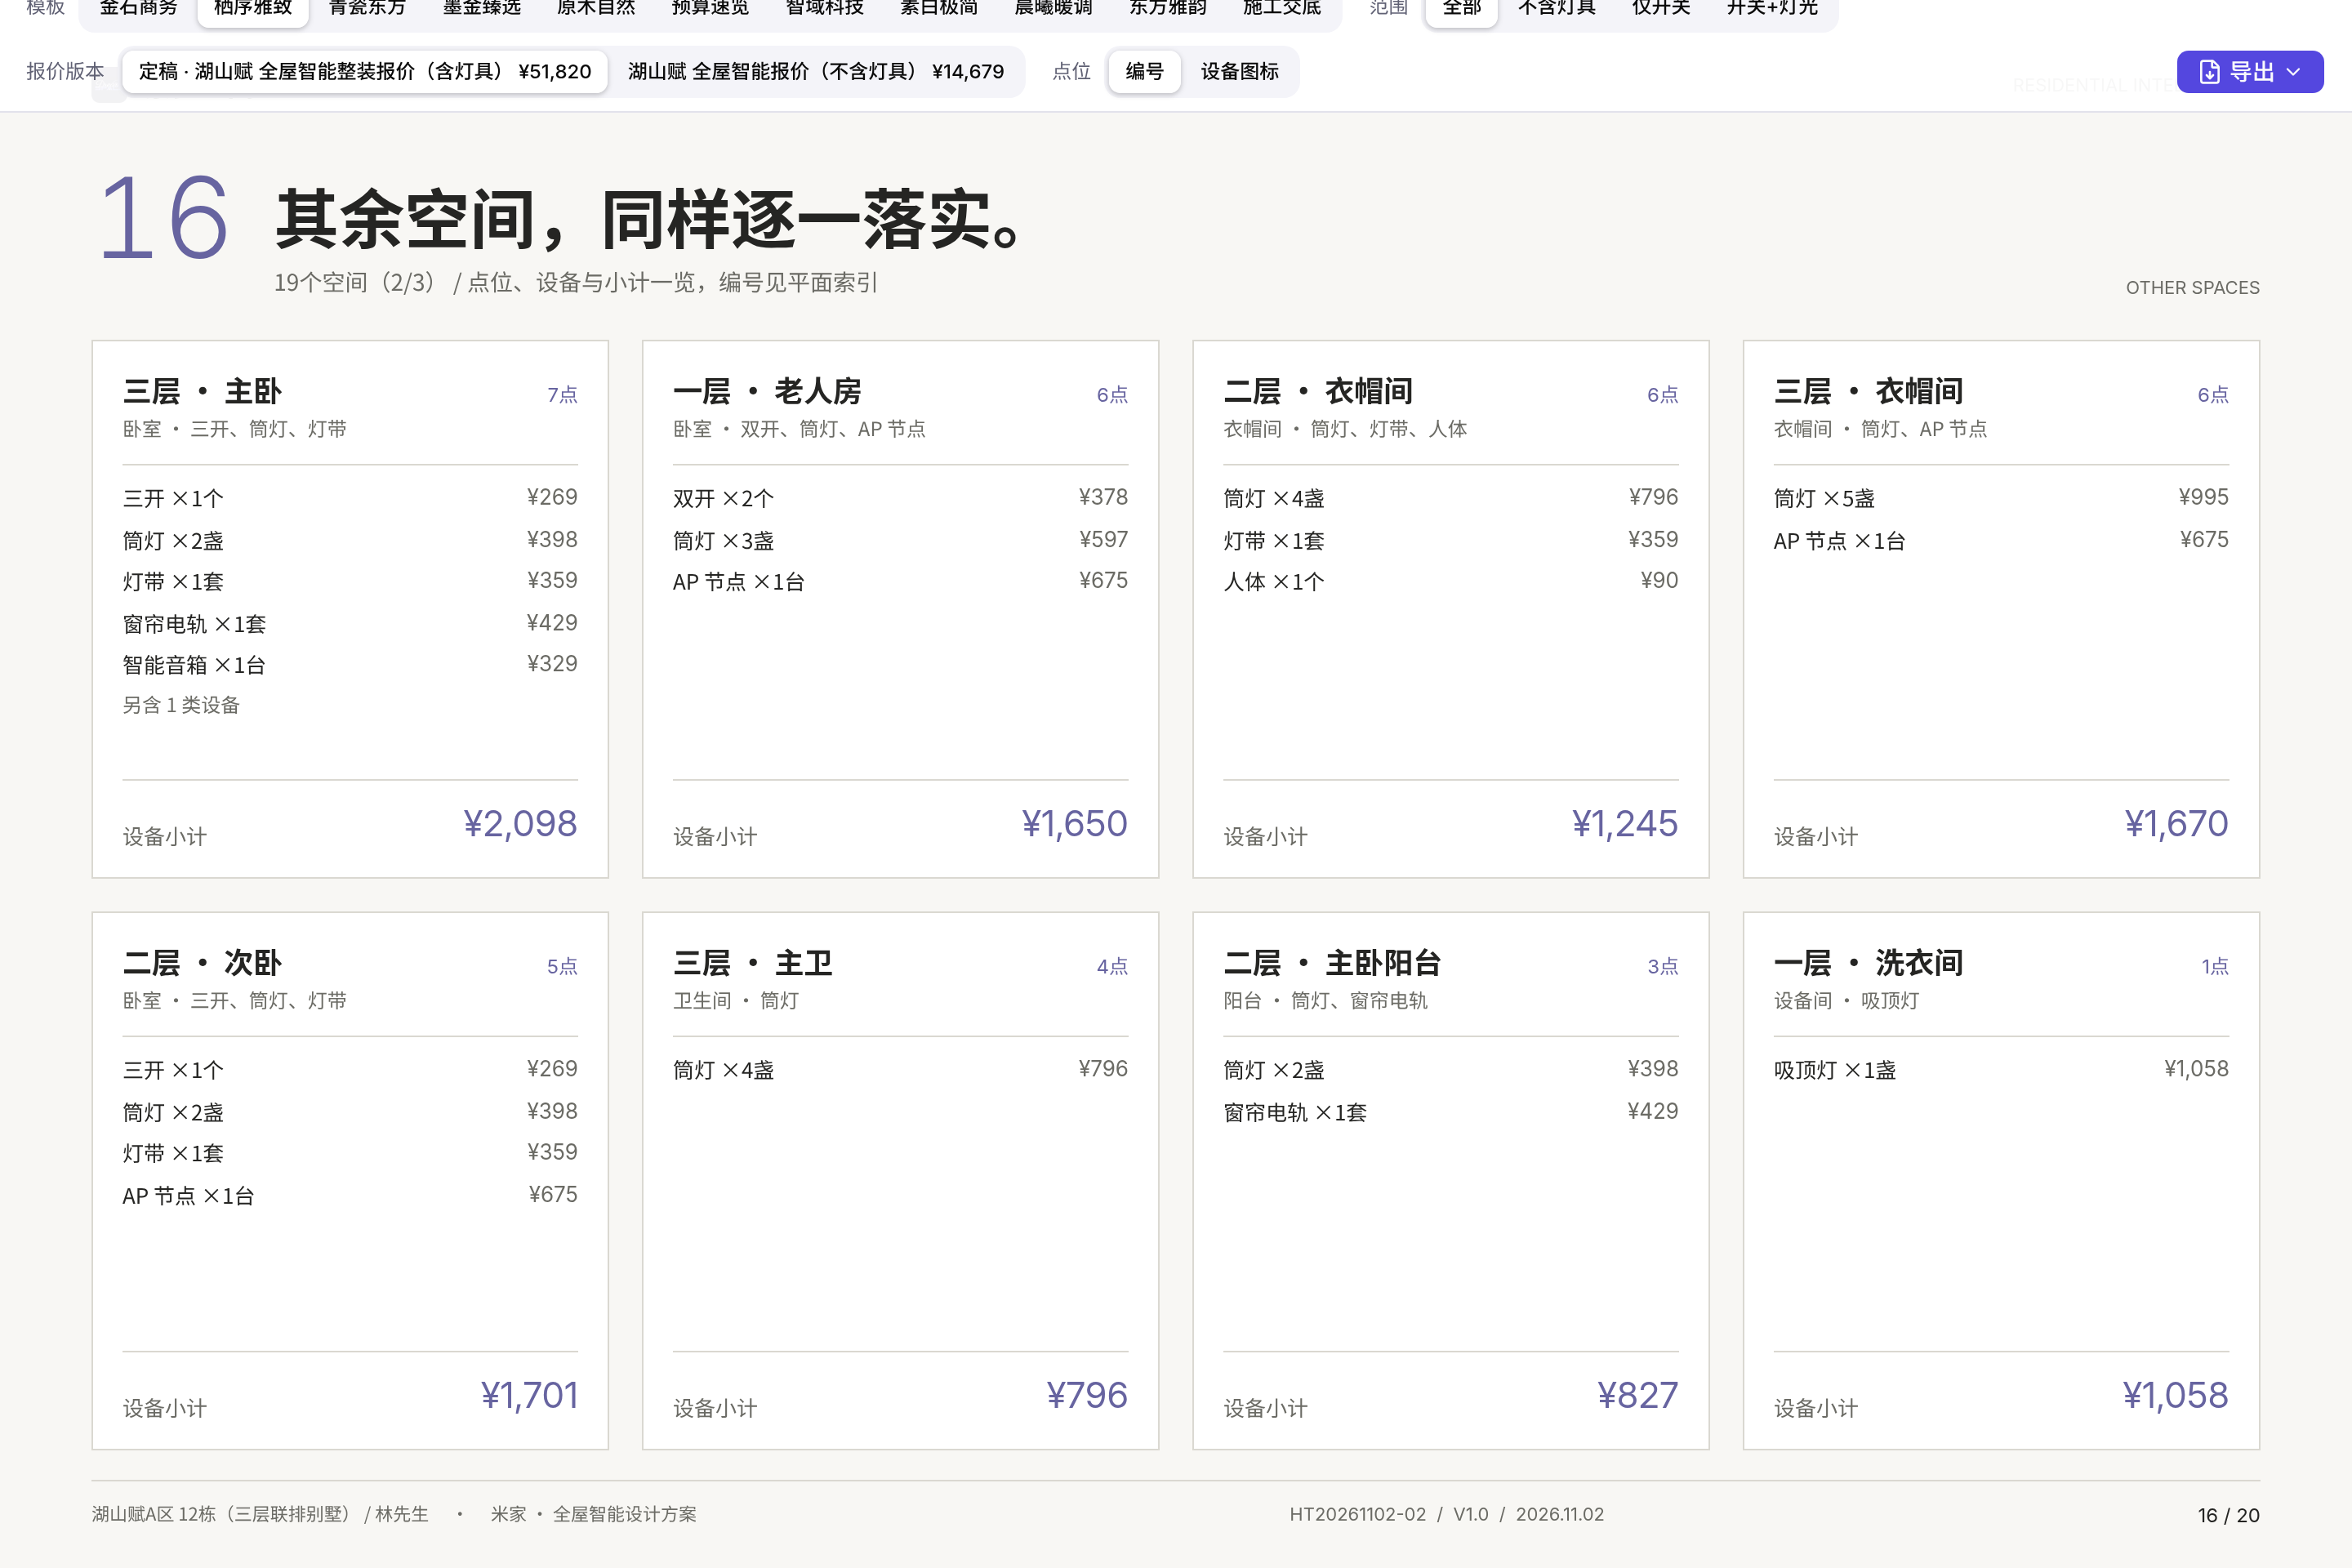 模板 金石商务 栖序雅致 青瓷东方 墨金臻选 原木自然 预算速览 智域科技 素白极简 晨曦暖调 东方雅韵 施工交底 范围 全部 不含灯具 仅开关 开关+灯光
报价版本 定稿 · 湖山赋 全屋智能整装报价（含灯具） ¥51,820 湖山赋 全屋智能报价（不含灯具） ¥14,679 点位 编号 设备图标 导出
RESIDENTIAL INTE
16 其余空间，同样逐一落实。
19个空间（2/3） / 点位、设备与小计一览，编号见平面索引
OTHER SPACES
三层 · 主卧 7点
卧室 · 三开、筒灯、灯带
三开 ×1个 ¥269
筒灯 ×2盏 ¥398
灯带 ×1套 ¥359
窗帘电轨 ×1套 ¥429
智能音箱 ×1台 ¥329
另含 1 类设备
设备小计 ¥2,098
一层 · 老人房 6点
卧室 · 双开、筒灯、AP 节点
双开 ×2个 ¥378
筒灯 ×3盏 ¥597
AP 节点 ×1台 ¥675
设备小计 ¥1,650
二层 · 衣帽间 6点
衣帽间 · 筒灯、灯带、人体
筒灯 ×4盏 ¥796
灯带 ×1套 ¥359
人体 ×1个 ¥90
设备小计 ¥1,245
三层 · 衣帽间 6点
衣帽间 · 筒灯、AP 节点
筒灯 ×5盏 ¥995
AP 节点 ×1台 ¥675
设备小计 ¥1,670
二层 · 次卧 5点
卧室 · 三开、筒灯、灯带
三开 ×1个 ¥269
筒灯 ×2盏 ¥398
灯带 ×1套 ¥359
AP 节点 ×1台 ¥675
设备小计 ¥1,701
三层 · 主卫 4点
卫生间 · 筒灯
筒灯 ×4盏 ¥796
设备小计 ¥796
二层 · 主卧阳台 3点
阳台 · 筒灯、窗帘电轨
筒灯 ×2盏 ¥398
窗帘电轨 ×1套 ¥429
设备小计 ¥827
一层 · 洗衣间 1点
设备间 · 吸顶灯
吸顶灯 ×1盏 ¥1,058
设备小计 ¥1,058
湖山赋A区 12栋（三层联排别墅） / 林先生 · 米家 · 全屋智能设计方案
HT20261102-02 / V1.0 / 2026.11.02
16 / 20